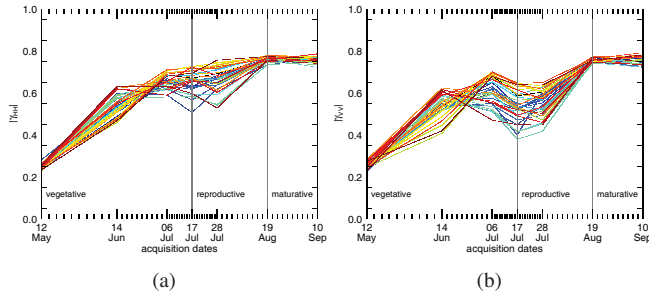 1.0
0.8
0.6
0.4
0.2
0.0
|γHH|
vegetative
reproductive
maturative
12 May
14 Jun
06 Jul
17 Jul
28 Jul
19 Aug
10 Sep
acquisition dates
(a)
1.0
0.8
0.6
0.4
0.2
0.0
|γVV|
vegetative
reproductive
maturative
12 May
14 Jun
06 Jul
17 Jul
28 Jul
19 Aug
10 Sep
acquisition dates
(b)